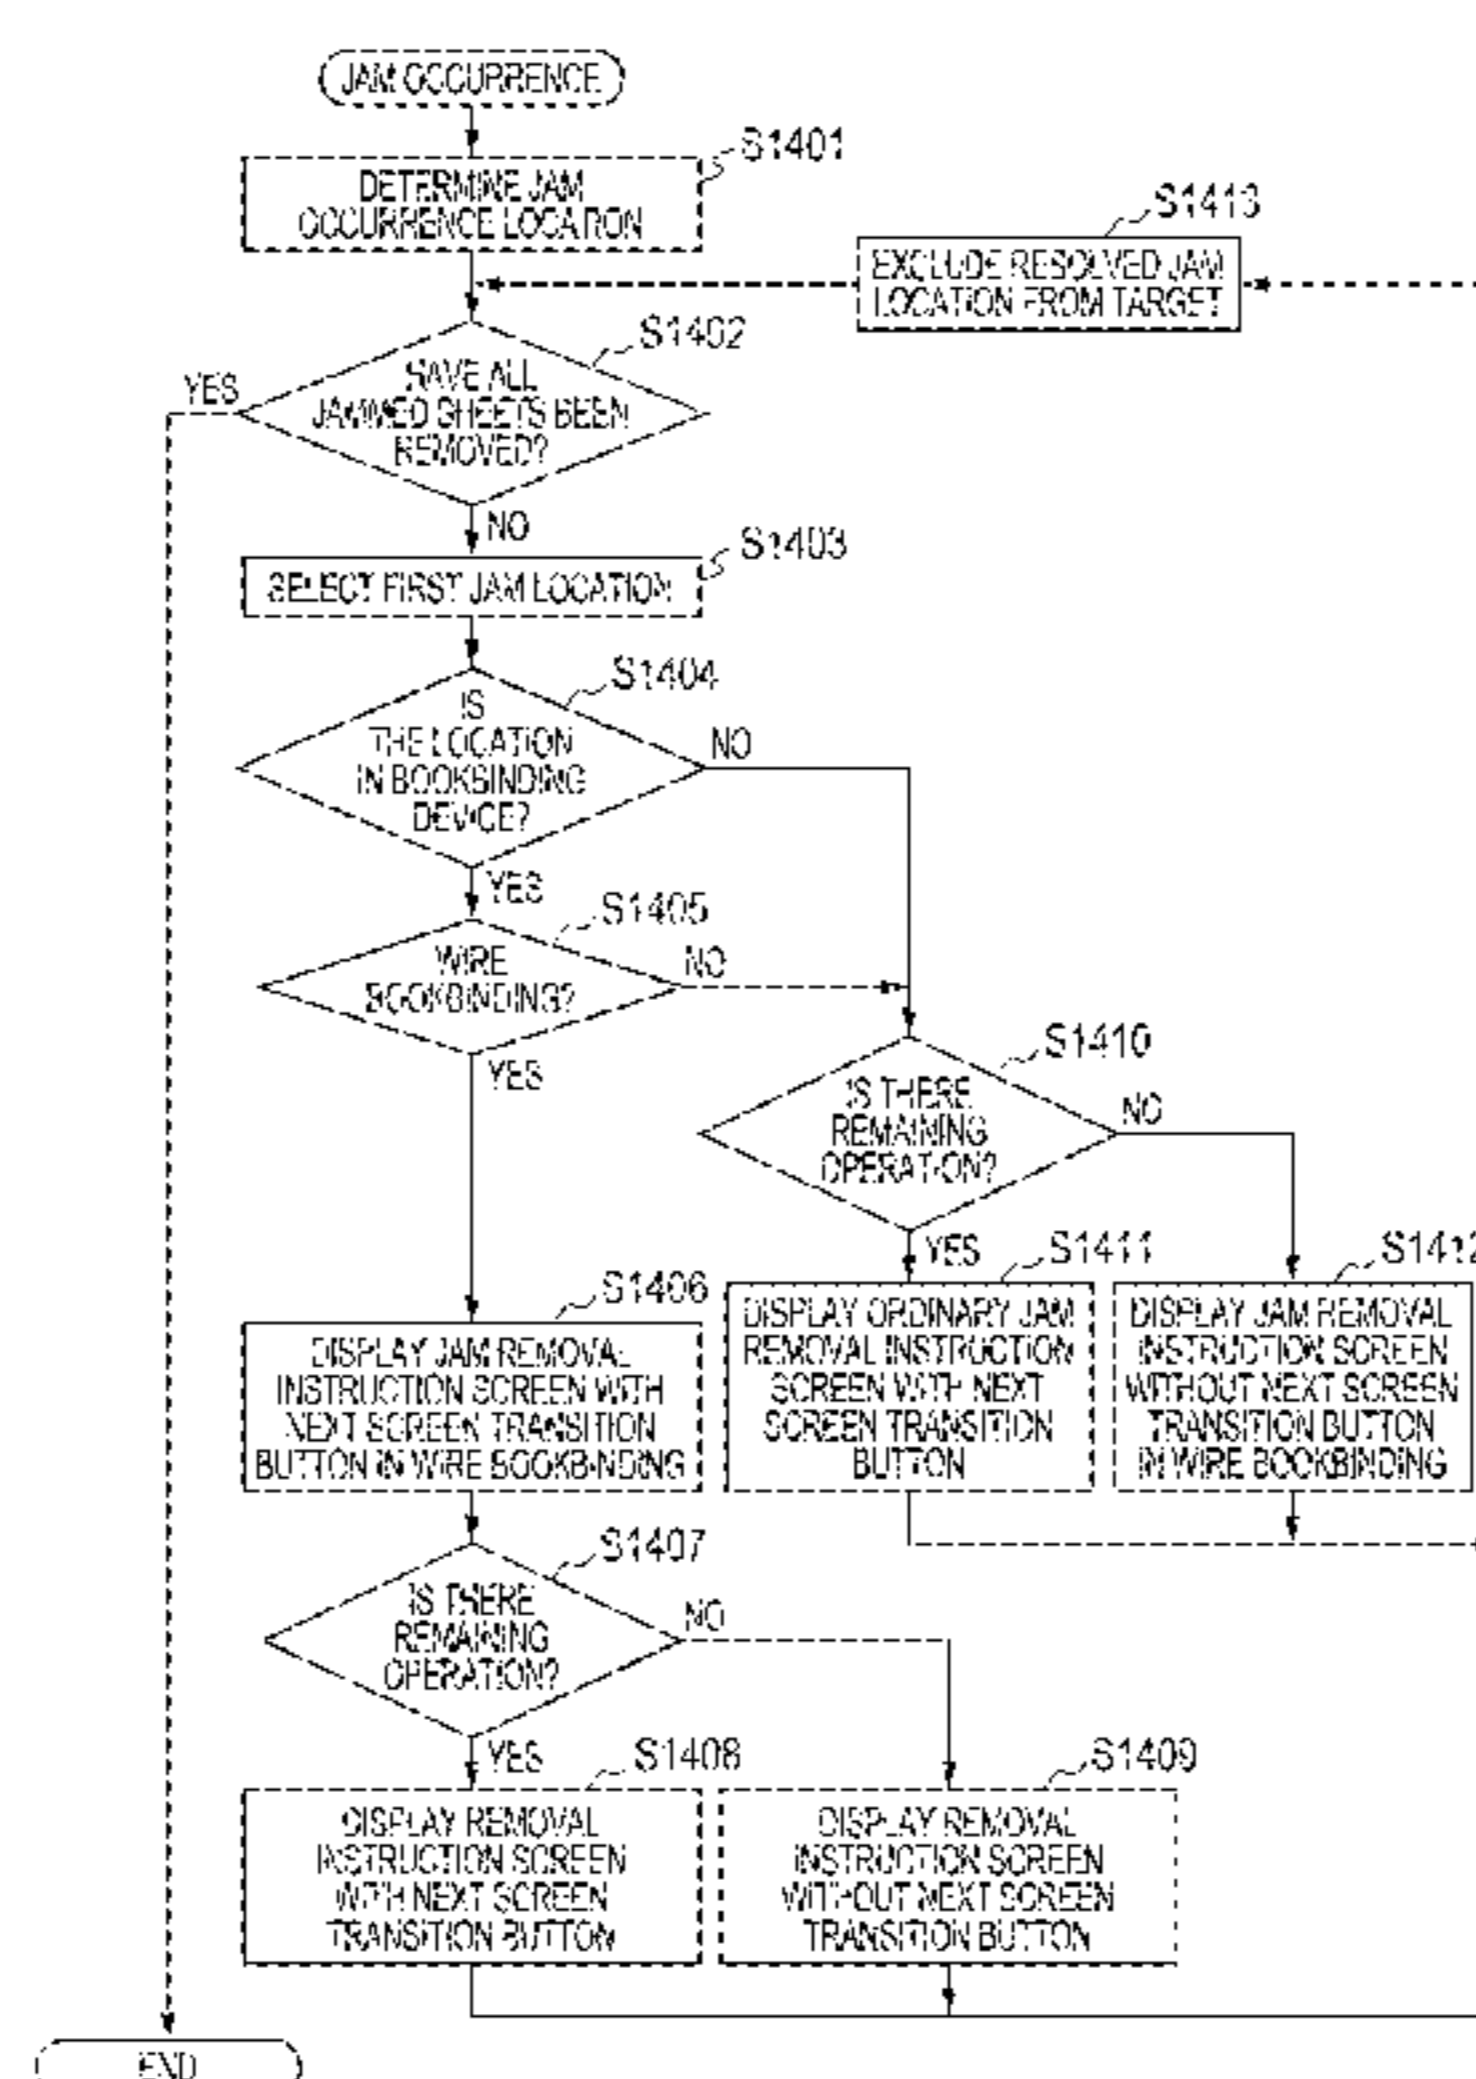 JAM OCCURRENCE
S1401
DETERMINE JAM
OCCURRENCE LOCATION
S1413
EXCLUDE RESOLVED JAM
LOCATION FROM TARGET
S1402
HAVE ALL
JAMMED SHEETS BEEN
REMOVED?
YES
NO
S1403
SELECT FIRST JAM LOCATION
S1404
IS
THE LOCATION
IN BOOKBINDING
DEVICE?
NO
YES
S1405
WIRE
BOOKBINDING?
NO
YES
S1410
IS THERE
REMAINING
OPERATION?
NO
YES
S1411
DISPLAY ORDINARY JAM
REMOVAL INSTRUCTION
SCREEN WITH NEXT
SCREEN TRANSITION
BUTTON
S1412
DISPLAY JAM REMOVAL
INSTRUCTION SCREEN
WITHOUT NEXT SCREEN
TRANSITION BUTTON
IN WIRE BOOKBINDING
S1406
DISPLAY JAM REMOVAL
INSTRUCTION SCREEN WITH
NEXT SCREEN TRANSITION
BUTTON IN WIRE BOOKBINDING
S1407
IS THERE
REMAINING
OPERATION?
NO
YES
S1408
DISPLAY REMOVAL
INSTRUCTION SCREEN
WITH NEXT SCREEN
TRANSITION BUTTON
S1409
DISPLAY REMOVAL
INSTRUCTION SCREEN
WITHOUT NEXT SCREEN
TRANSITION BUTTON
END